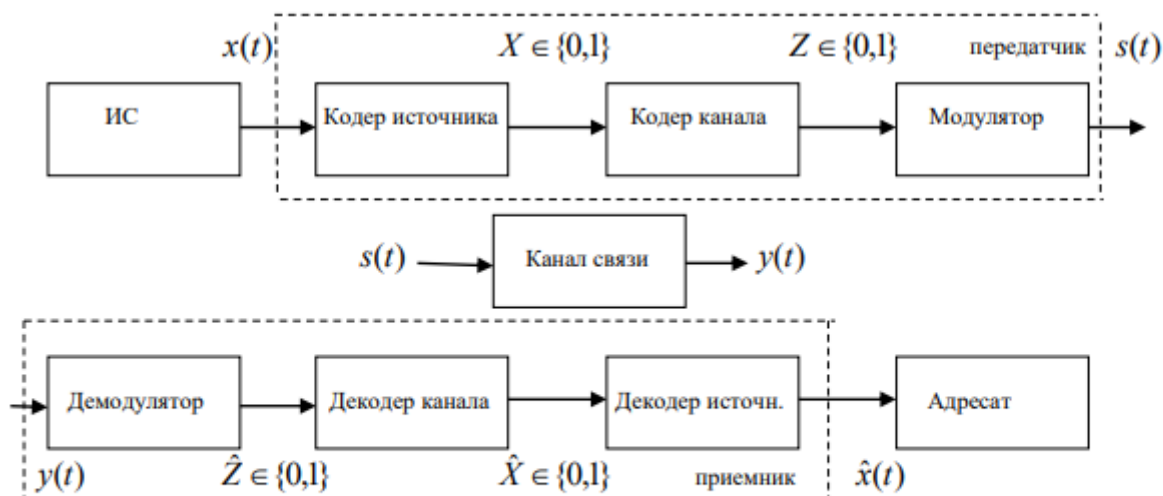 x(t) X ∈ {0,1} Z ∈ {0,1} передатчик s(t)
ИС Кодер источника Кодер канала Модулятор
s(t) Канал связи y(t)
Демодулятор Декодер канала Декодер источн. Адресат
y(t) Ẑ ∈ {0,1} X̂ ∈ {0,1} приемник x̂(t)